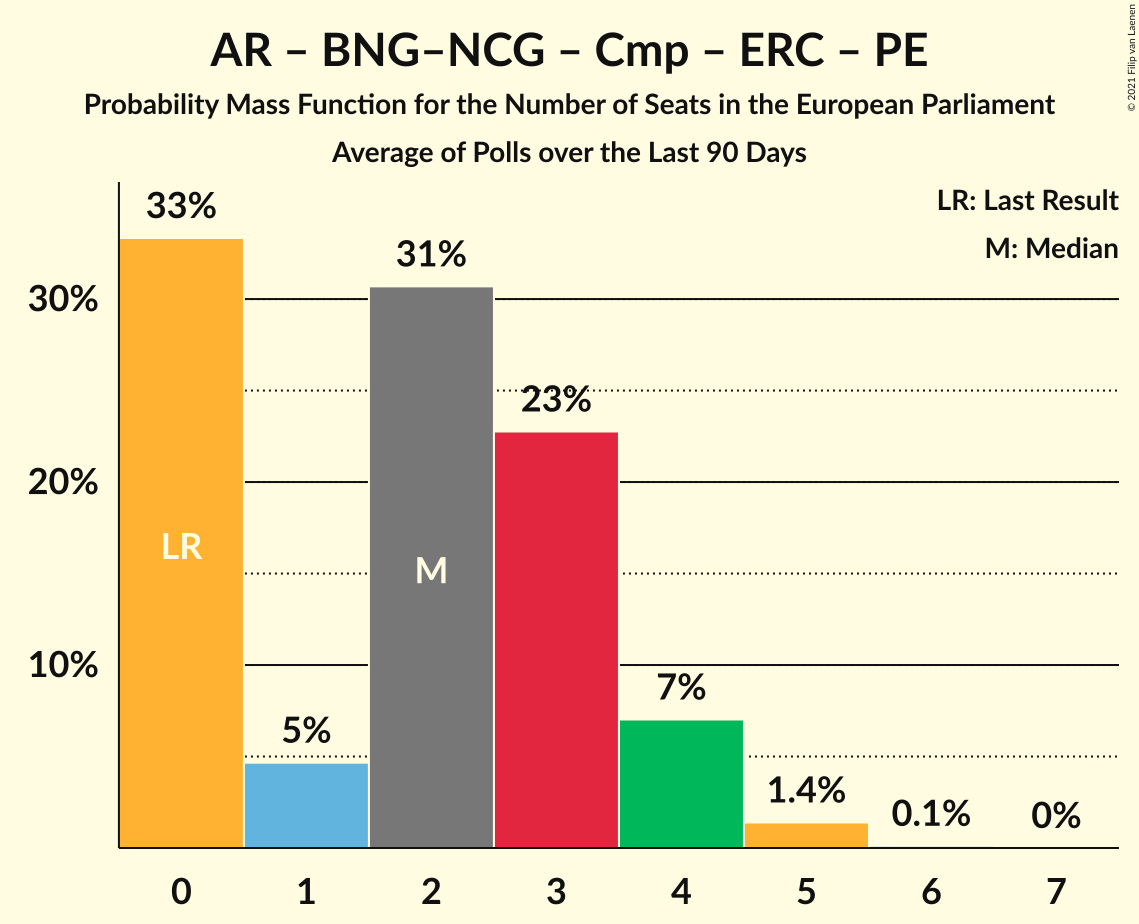 AR – BNG–NCG – Cmp – ERC – PE
Probability Mass Function for the Number of Seats in the European Parliament
Average of Polls over the Last 90 Days
© 2021 Filip van Laenen
LR: Last Result
M: Median
33%
31%
30%
23%
20%
LR
M
10%
7%
5%
1.4%
0.1%
0%
0 1 2 3 4 5 6 7